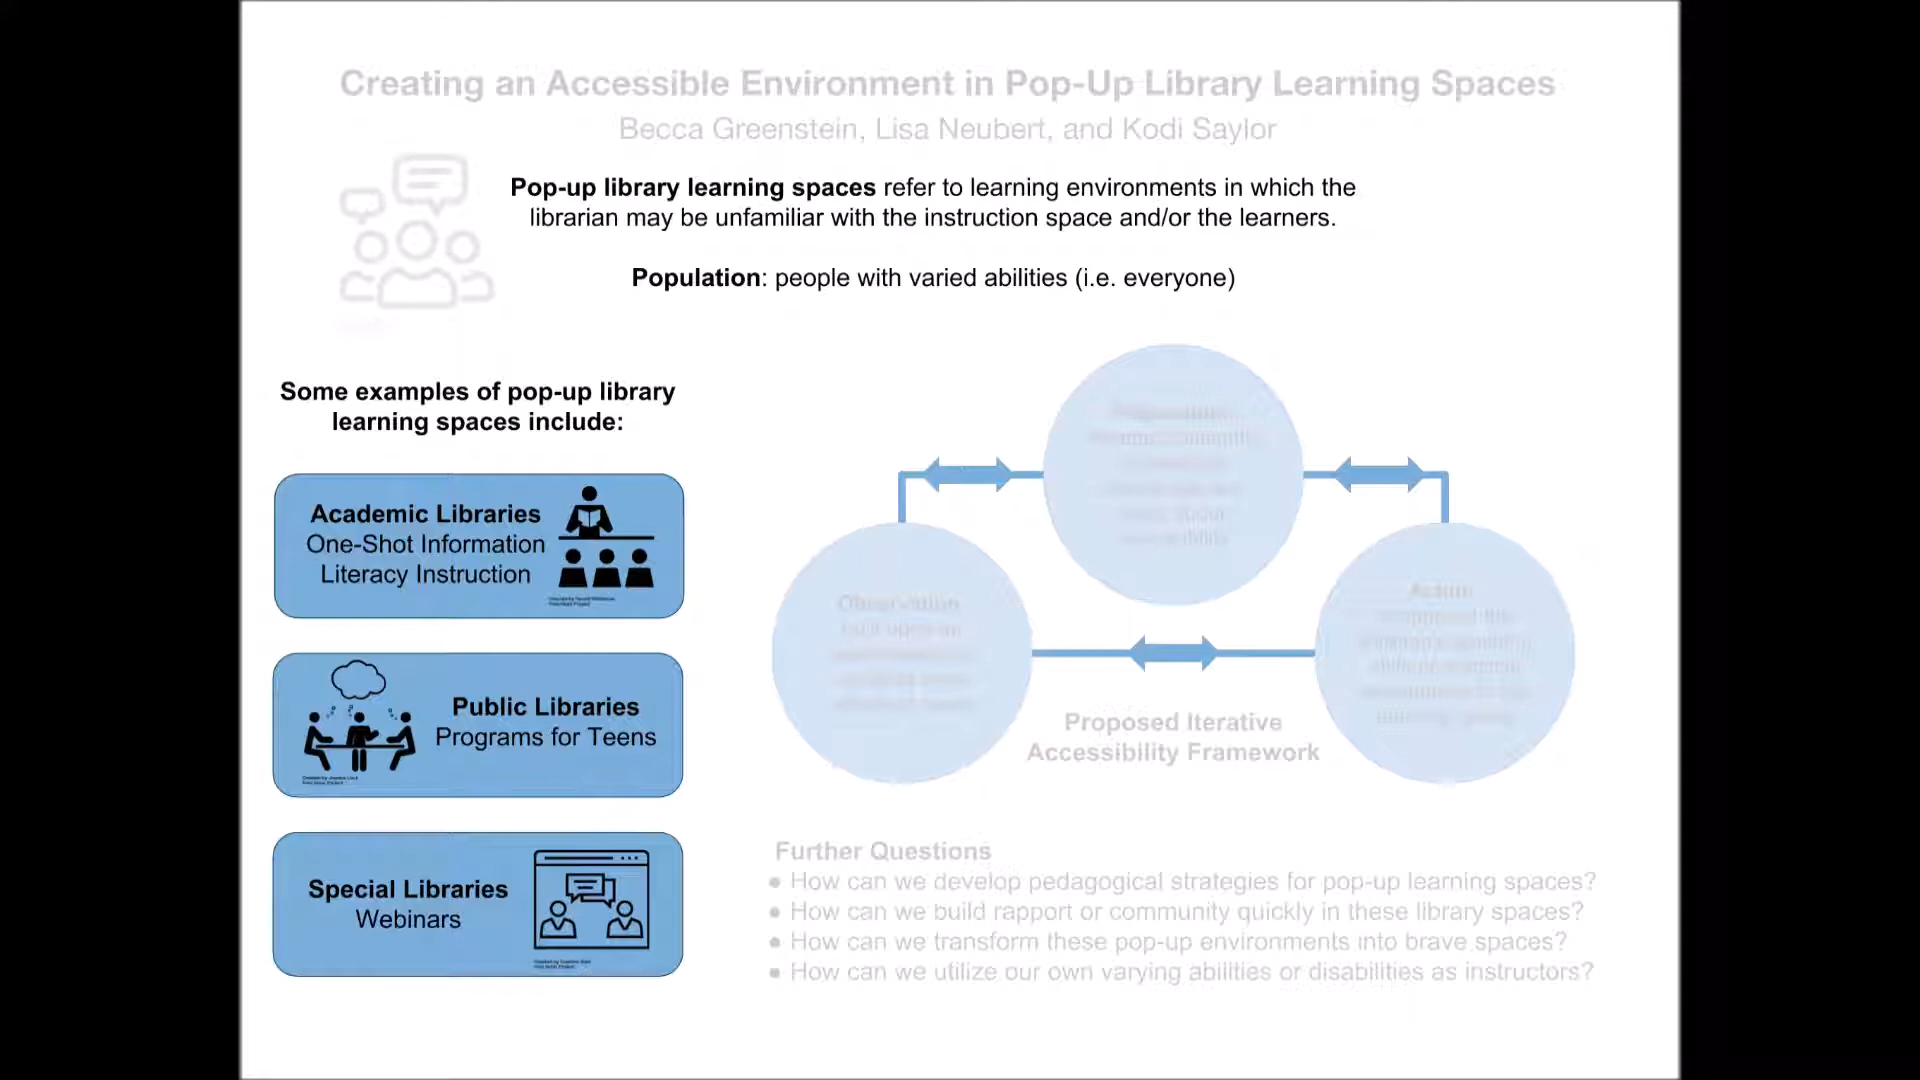 Creating an Accessible Environment in Pop-Up Library Learning Spaces
Becca Greenstein, Lisa Neubert, and Kodi Saylor
Pop-up library learning spaces refer to learning environments in which the
librarian may be unfamiliar with the instruction space and/or the learners.
Population: people with varied abilities (i.e. everyone)
Some examples of pop-up library
learning spaces include:
Academic Libraries
One-Shot Information
Literacy Instruction
Public Libraries
Programs for Teens
Special Libraries
Webinars
Observation
Action
Proposed Iterative
Accessibility Framework
Further Questions
● How can we develop pedagogical strategies for pop-up learning spaces?
● How can we build rapport or community quickly in these library spaces?
● How can we transform these pop-up environments into brave spaces?
● How can we utilize our own varying abilities or disabilities as instructors?